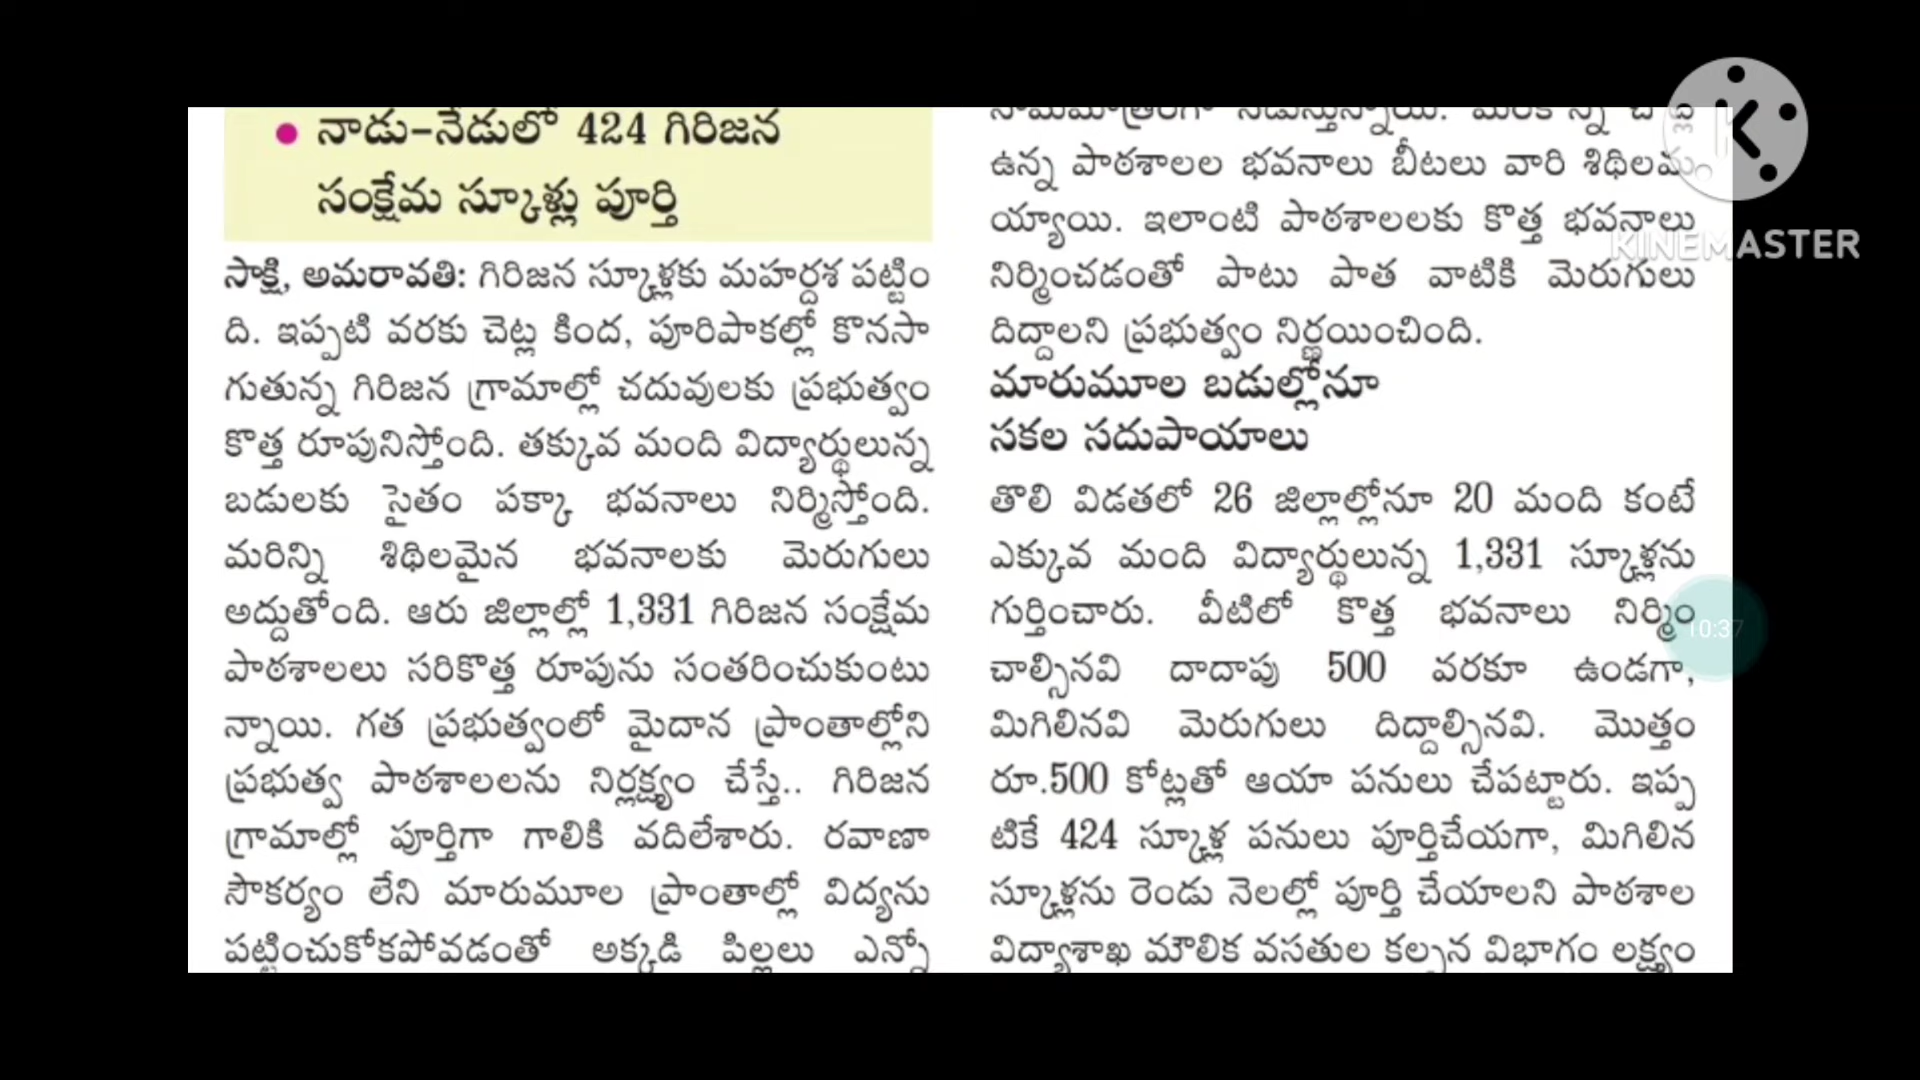 నాడు-నేడులో 424 గిరిజన
సంక్షేమ స్కూళ్లు పూర్తి
సాక్షి, అమరావతి: గిరిజన స్కూళ్లకు మహర్దశ పట్టిం
ది. ఇప్పటి వరకు చెట్ల కింద, పూరిపాకల్లో కొనసా
గుతున్న గిరిజన గ్రామాల్లో చదువులకు ప్రభుత్వం
కొత్త రూపునిస్తోంది. తక్కువ మంది విద్యార్థులున్న
బడులకు సైతం పక్కా భవనాలు నిర్మిస్తోంది.
మరిన్ని శిథిలమైన భవనాలకు మెరుగులు
అద్దుతోంది. ఆరు జిల్లాల్లో 1,331 గిరిజన సంక్షేమ
పాఠశాలలు సరికొత్త రూపును సంతరించుకుంటు
న్నాయి. గత ప్రభుత్వంలో మైదాన ప్రాంతాల్లోని
ప్రభుత్వ పాఠశాలలను నిర్లక్ష్యం చేస్తే.. గిరిజన
గ్రామాల్లో పూర్తిగా గాలికి వదిలేశారు. రవాణా
సౌకర్యం లేని మారుమూల ప్రాంతాల్లో విద్యను
పట్టించుకోకపోవడంతో అక్కడి పిల్లలు ఎన్నో
నామమాత్రంగా నడుస్తున్నాయి.
ఉన్న పాఠశాలల భవనాలు బీటలు వారి శిథిలమ
య్యాయి. ఇలాంటి పాఠశాలలకు కొత్త భవనాలు
నిర్మించడంతో పాటు పాత వాటికి మెరుగులు
దిద్దాలని ప్రభుత్వం నిర్ణయించింది.
మారుమూల బడుల్లోనూ
సకల సదుపాయాలు
తొలి విడతలో 26 జిల్లాల్లోనూ 20 మంది కంటే
ఎక్కువ మంది విద్యార్థులున్న 1,331 స్కూళ్లను
గుర్తించారు. వీటిలో కొత్త భవనాలు నిర్మిం
చాల్సినవి దాదాపు 500 వరకూ ఉండగా,
మిగిలినవి మెరుగులు దిద్దాల్సినవి. మొత్తం
రూ.500 కోట్లతో ఆయా పనులు చేపట్టారు. ఇప్ప
టికే 424 స్కూళ్ల పనులు పూర్తిచేయగా, మిగిలిన
స్కూళ్లను రెండు నెలల్లో పూర్తి చేయాలని పాఠశాల
విద్యాశాఖ మౌలిక వసతుల కల్పన విభాగం లక్ష్యం
KINEMASTER
10:37